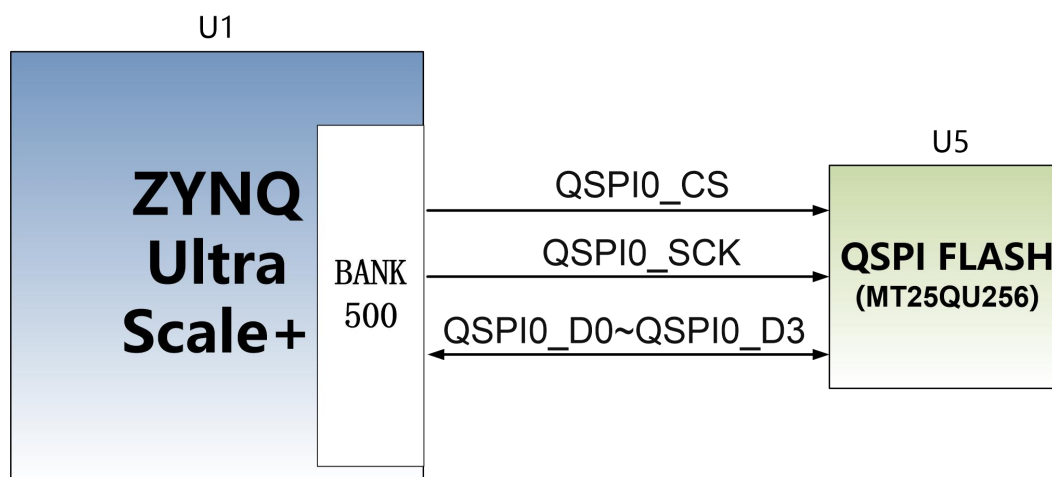 U1
ZYNQ
Ultra
Scale+
BANK
500
QSPI0_CS
QSPI0_SCK
QSPI0_D0~QSPI0_D3
U5
QSPI FLASH
(MT25QU256)